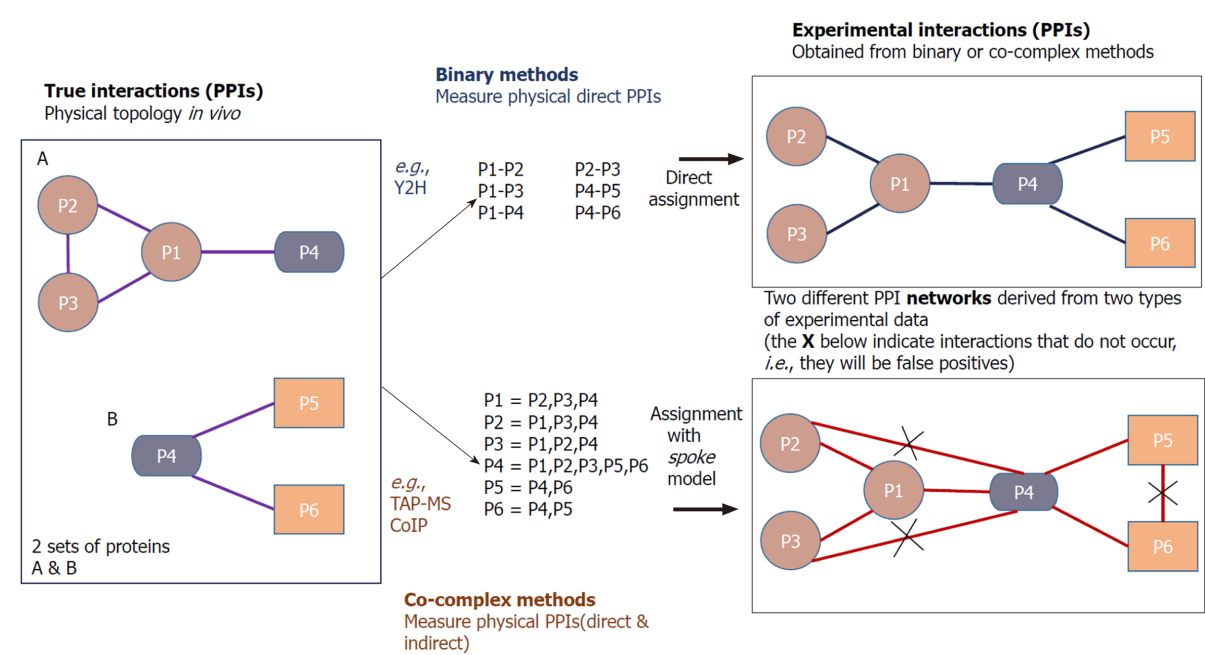 True interactions (PPIs)
Physical topology in vivo
A
P2
P1
P4
P3
B
P5
P4
P6
2 sets of proteins
A & B
Binary methods
Measure physical direct PPIs
e.g.,
Y2H
P1-P2 P2-P3
P1-P3 P4-P5
P1-P4 P4-P6
Direct
assignment
e.g.,
TAP-MS
CoIP
P1 = P2,P3,P4
P2 = P1,P3,P4
P3 = P1,P2,P4
P4 = P1,P2,P3,P5,P6
P5 = P4,P6
P6 = P4,P5
Assignment
with
spoke
model
Co-complex methods
Measure physical PPIs(direct &
indirect)
Experimental interactions (PPIs)
Obtained from binary or co-complex methods
P2
P5
P1
P4
P3
P6
Two different PPI networks derived from two types
of experimental data
(the X below indicate interactions that do not occur,
i.e., they will be false positives)
P2
P5
P1
P4
P3
P6